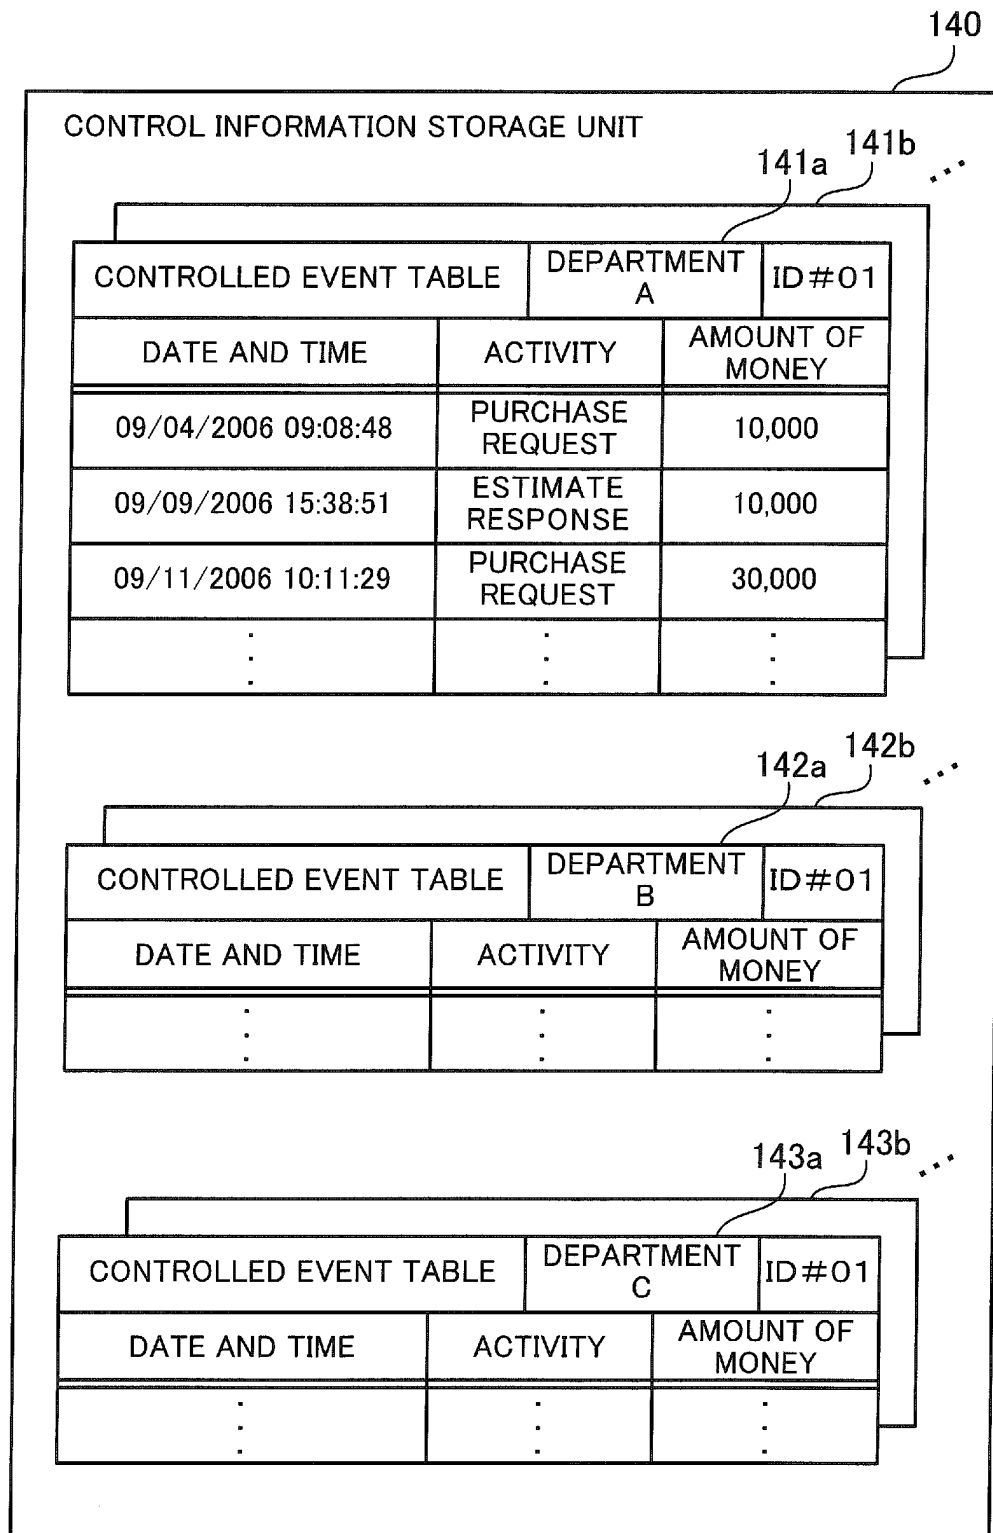 140
CONTROL INFORMATION STORAGE UNIT
141a
141b
CONTROLLED EVENT TABLE
DEPARTMENT
A
ID#01
DATE AND TIME
ACTIVITY
AMOUNT OF
MONEY
09/04/2006 09:08:48
PURCHASE
REQUEST
10,000
09/09/2006 15:38:51
ESTIMATE
RESPONSE
10,000
09/11/2006 10:11:29
PURCHASE
REQUEST
30,000
142a
142b
CONTROLLED EVENT TABLE
DEPARTMENT
B
ID#01
DATE AND TIME
ACTIVITY
AMOUNT OF
MONEY
143a
143b
CONTROLLED EVENT TABLE
DEPARTMENT
C
ID#01
DATE AND TIME
ACTIVITY
AMOUNT OF
MONEY